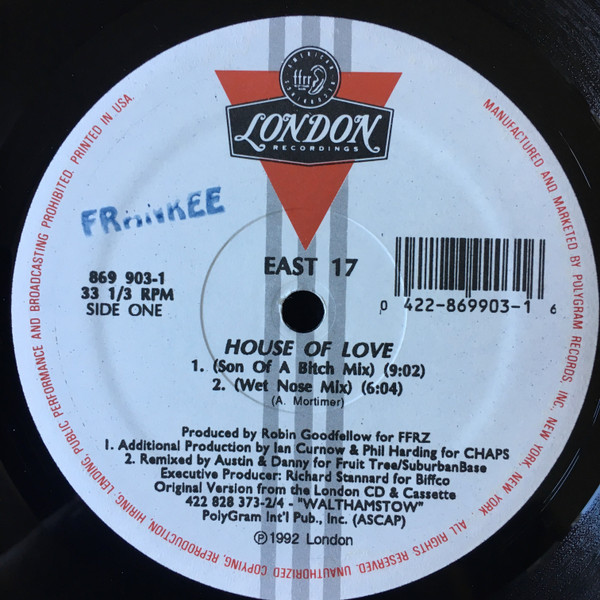 AMERICAN
ffrr
RECORDINGS
LONDON
RECORDINGS
FRANKEE
869 903-1
33 1/3 RPM
SIDE ONE
EAST 17
0 422-869903-1 6
HOUSE OF LOVE
1. (Son Of A Bitch Mix) (9:02)
2. (Wet Nose Mix) (6:04)
(A. Mortimer)
Produced by Robin Goodfellow for FFRZ
1. Additional Production by Ian Curnow & Phil Harding for CHAPS
2. Remixed by Austin & Danny for Fruit Tree/SuburbanBase
Executive Producer: Richard Stannard for Biffco
Original Version from the London CD & Cassette
422 828 373-2/4 - "WALTHAMSTOW"
PolyGram Int'l Pub., Inc. (ASCAP)
Ⓟ 1992 London
MANUFACTURED AND MARKETED BY POLYGRAM RECORDS, INC. NEW YORK, NEW YORK. ALL RIGHTS RESERVED. UNAUTHORIZED COPYING, REPRODUCTION, HIRING, LENDING, PUBLIC PERFORMANCE AND BROADCASTING PROHIBITED. PRINTED IN USA.